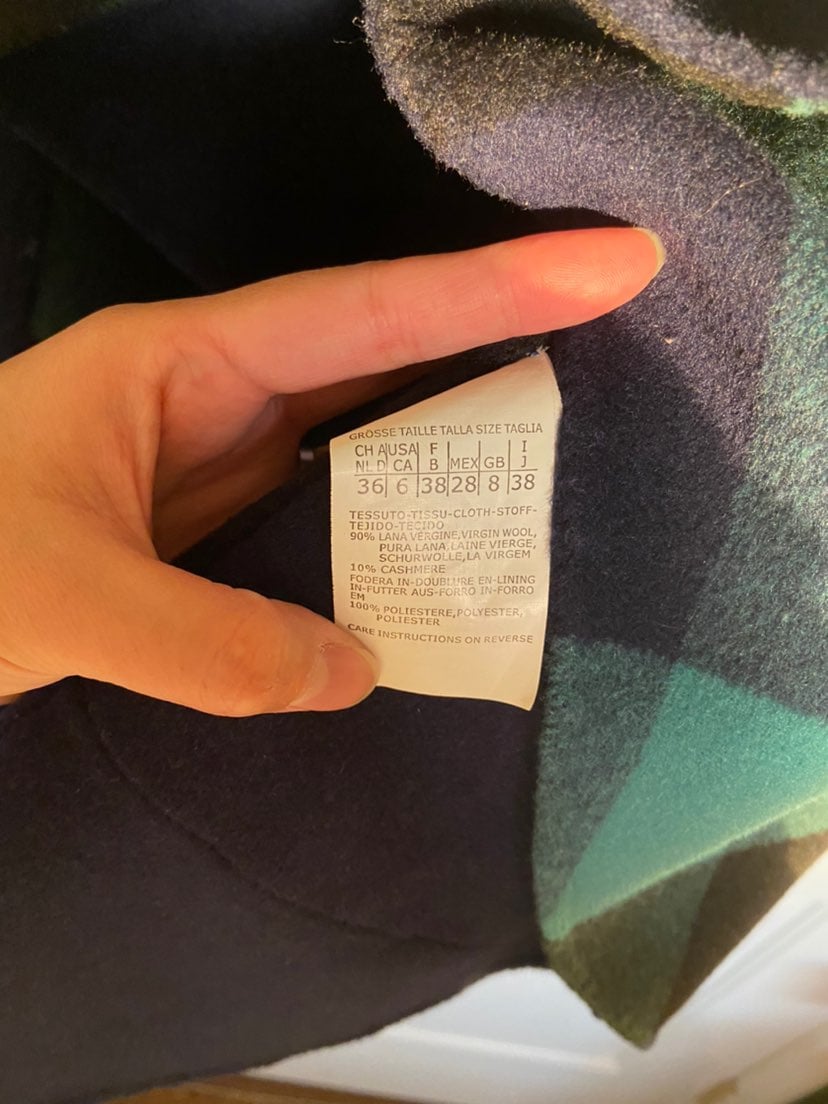 GRÖSSE TAILLE TALLA SIZE TAGLIA
CH A USA F I
NL D CA B MEX GB J
36 6 38 28 8 38
TESSUTO-TISSU-CLOTH-STOFF-
TEJIDO-TECIDO
90% LANA VERGINE,VIRGIN WOOL,
PURA LANA,LAINE VIERGE,
SCHURWOLLE,LA VIRGEM
10% CASHMERE
FODERA IN-DOUBLURE EN-LINING
IN-FUTTER AUS-FORRO IN-FORRO
EM
100% POLIESTERE,POLYESTER,
POLIESTER
CARE INSTRUCTIONS ON REVERSE